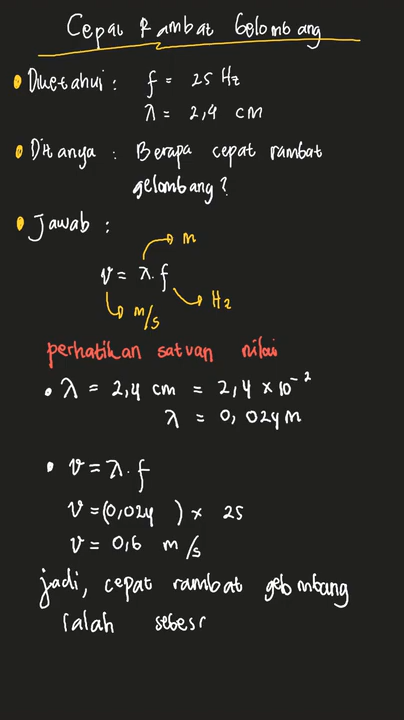 Cepat Rambat Gelombang
• Diketahui : f = 25 Hz
λ = 2,4 cm
• Ditanya : Berapa cepat rambat
gelombang?
• Jawab :
m
v = λ.f
Hz
m/s
perhatikan satuan nilai
• λ = 2,4 cm = 2,4 × 10⁻²
λ = 0,024 m
• v = λ.f
v = (0,024 ) × 25
v = 0,6 m/s
jadi, cepat rambat gelombang
ialah sebesr